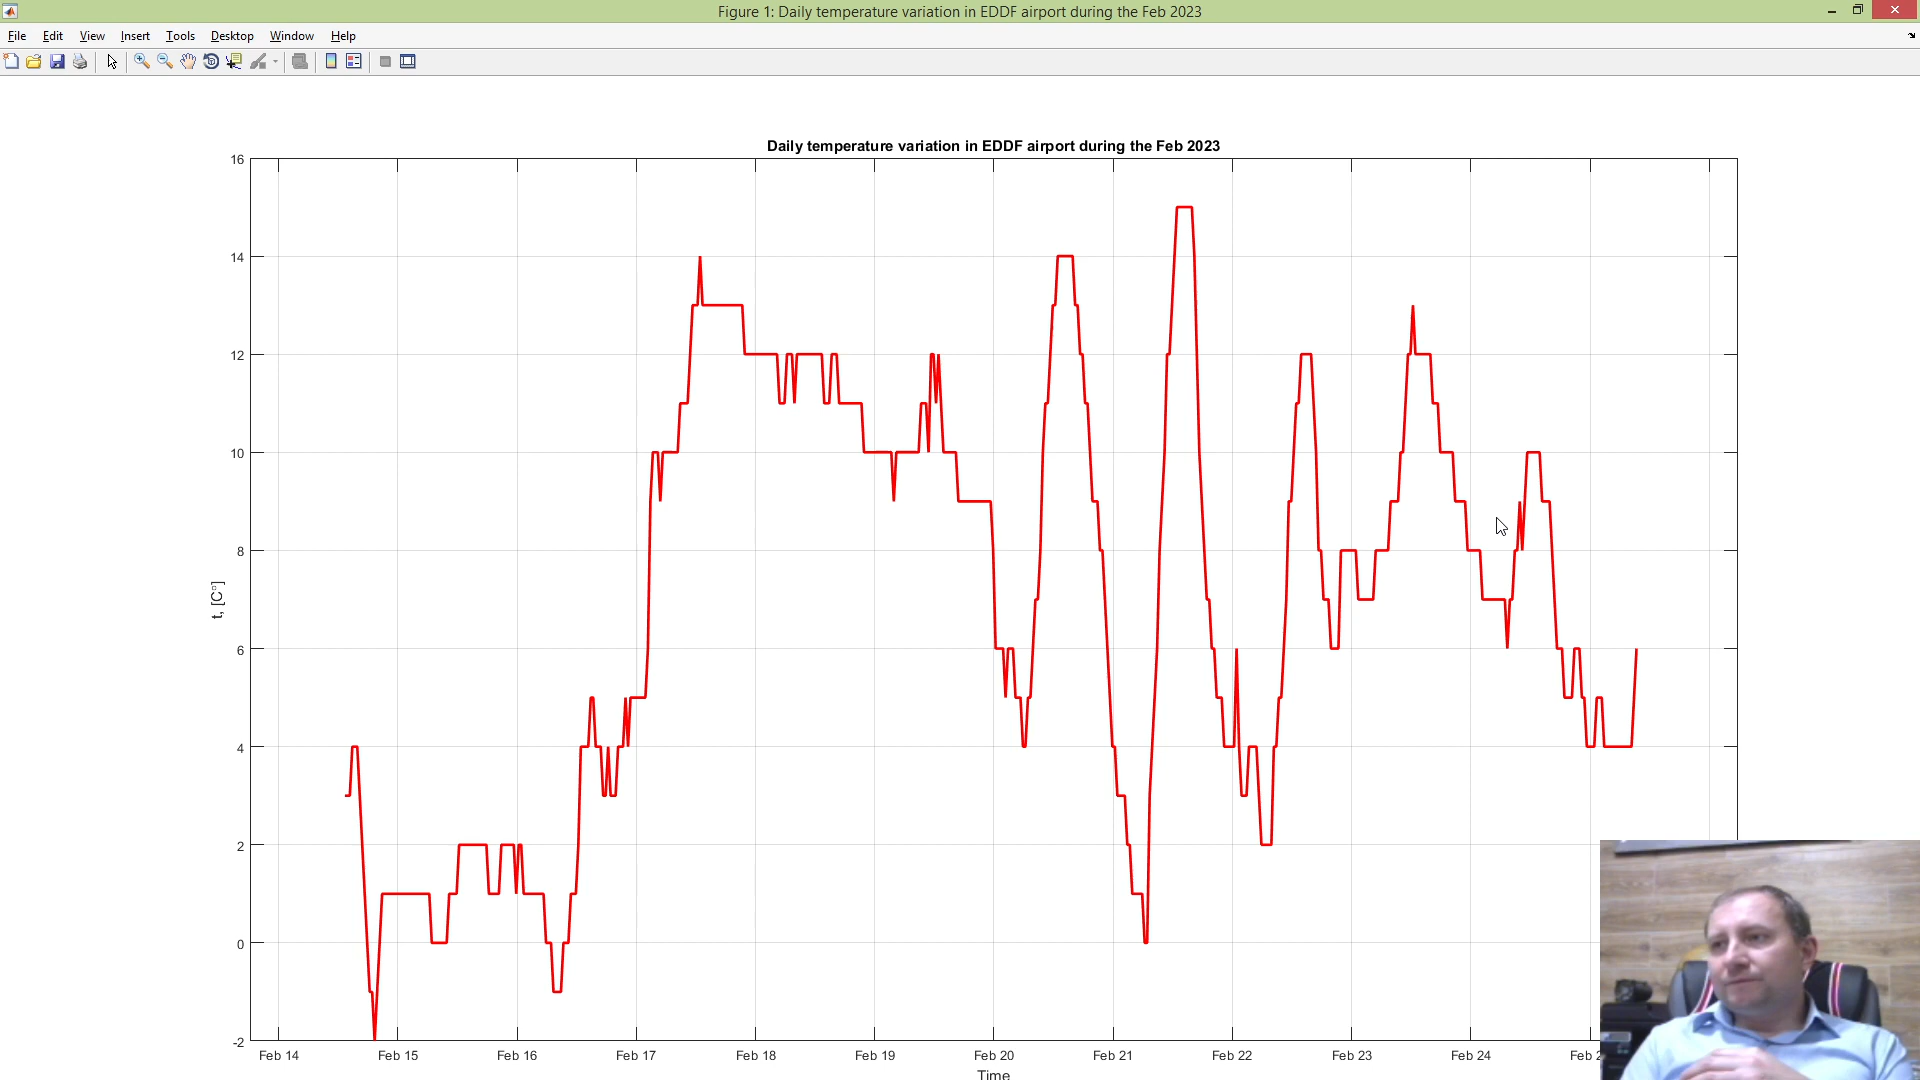 Figure 1: Daily temperature variation in EDDF airport during the Feb 2023
File Edit View Insert Tools Desktop Window Help
Daily temperature variation in EDDF airport during the Feb 2023
16
14
12
10
8
6
4
2
0
-2
t, [C°]
Feb 14 Feb 15 Feb 16 Feb 17 Feb 18 Feb 19 Feb 20 Feb 21 Feb 22 Feb 23 Feb 24 Feb
Time